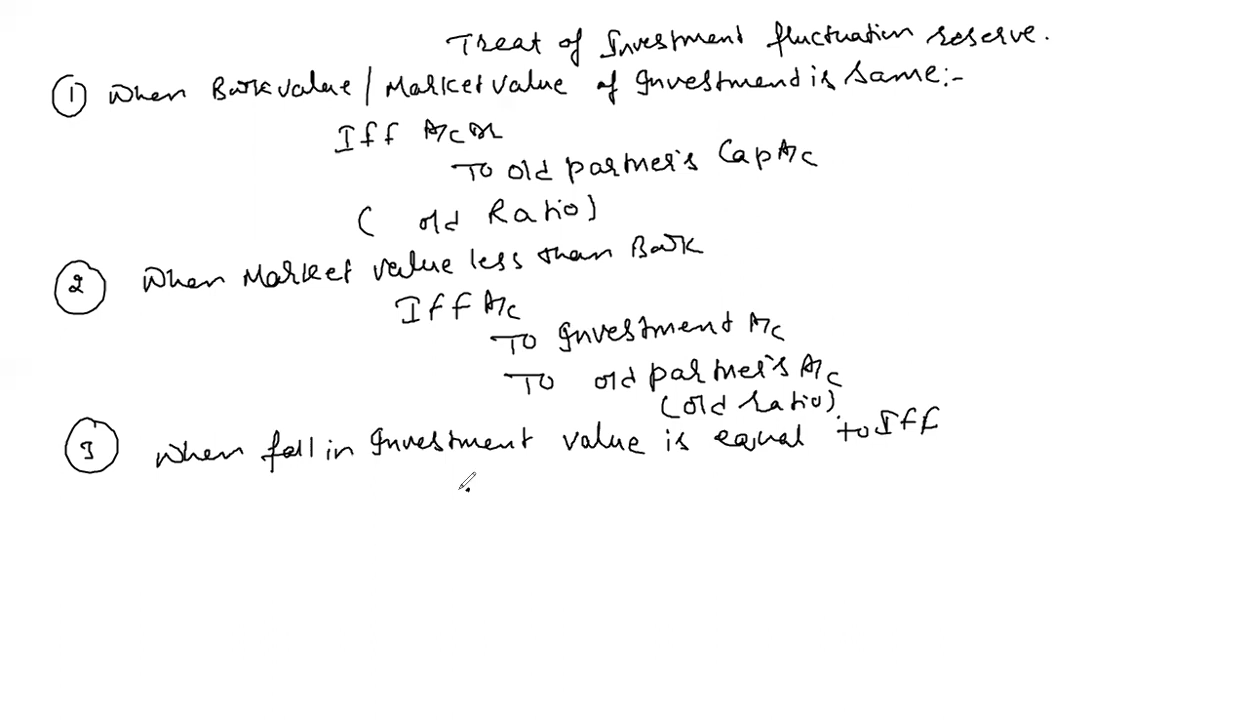 Treat of Investment fluctuation reserve.
① When Bookvalue / Market value of Investment is same:-
Iff A/c Dr
To old partner's Cap A/c
( old Ratio)
② When Market value less than Book
Iff A/c
To Investment A/c
To old partner's A/c
(old ratio)
③ When fall in Investment value is equal to Iff